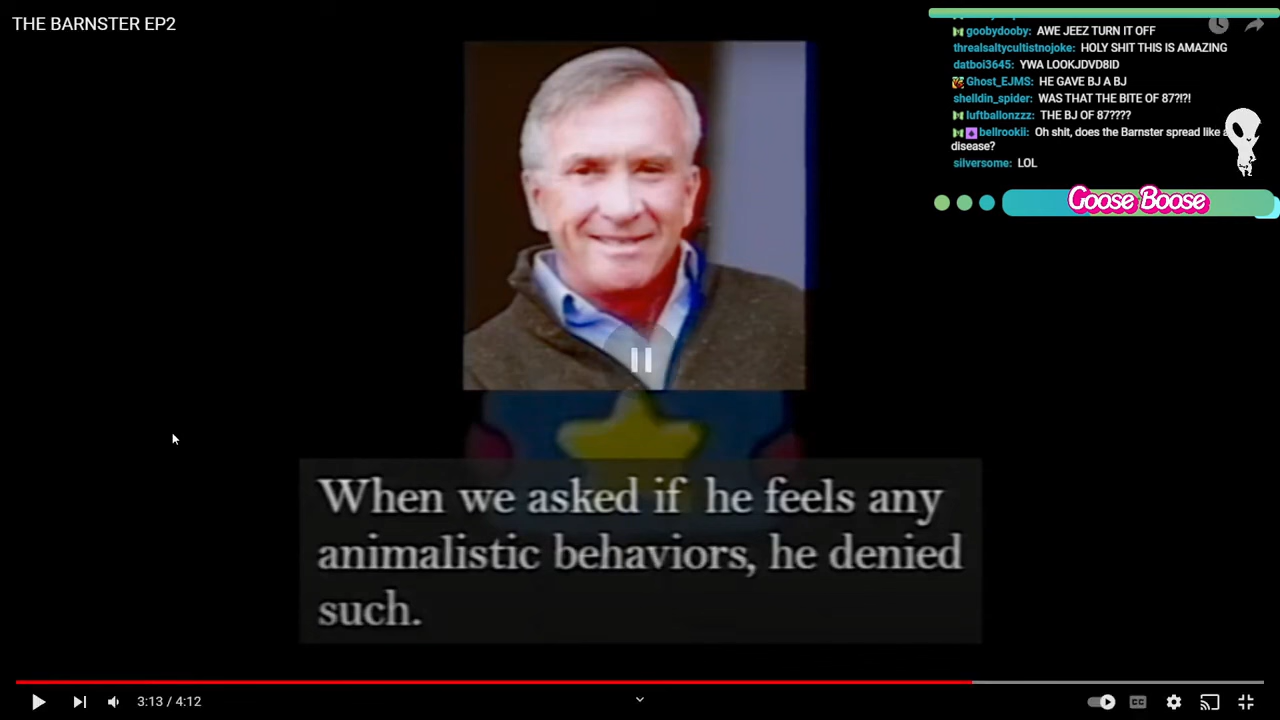 THE BARNSTER EP2
goobydooby: AWE JEEZ TURN IT OFF
threalsaltycultistnojoke: HOLY SHIT THIS IS AMAZING
datboi3645: YWA LOOKJDVD8ID
Ghost_EJMS: HE GAVE BJ A BJ
shelldin_spider: WAS THAT THE BITE OF 87?!?!
luftballonzzz: THE BJ OF 87????
bellrookii: Oh shit, does the Barnster spread like a
disease?
silversome: LOL
Goose Boose
When we asked if he feels any
animalistic behaviors, he denied
such.
3:13 / 4:12
CC